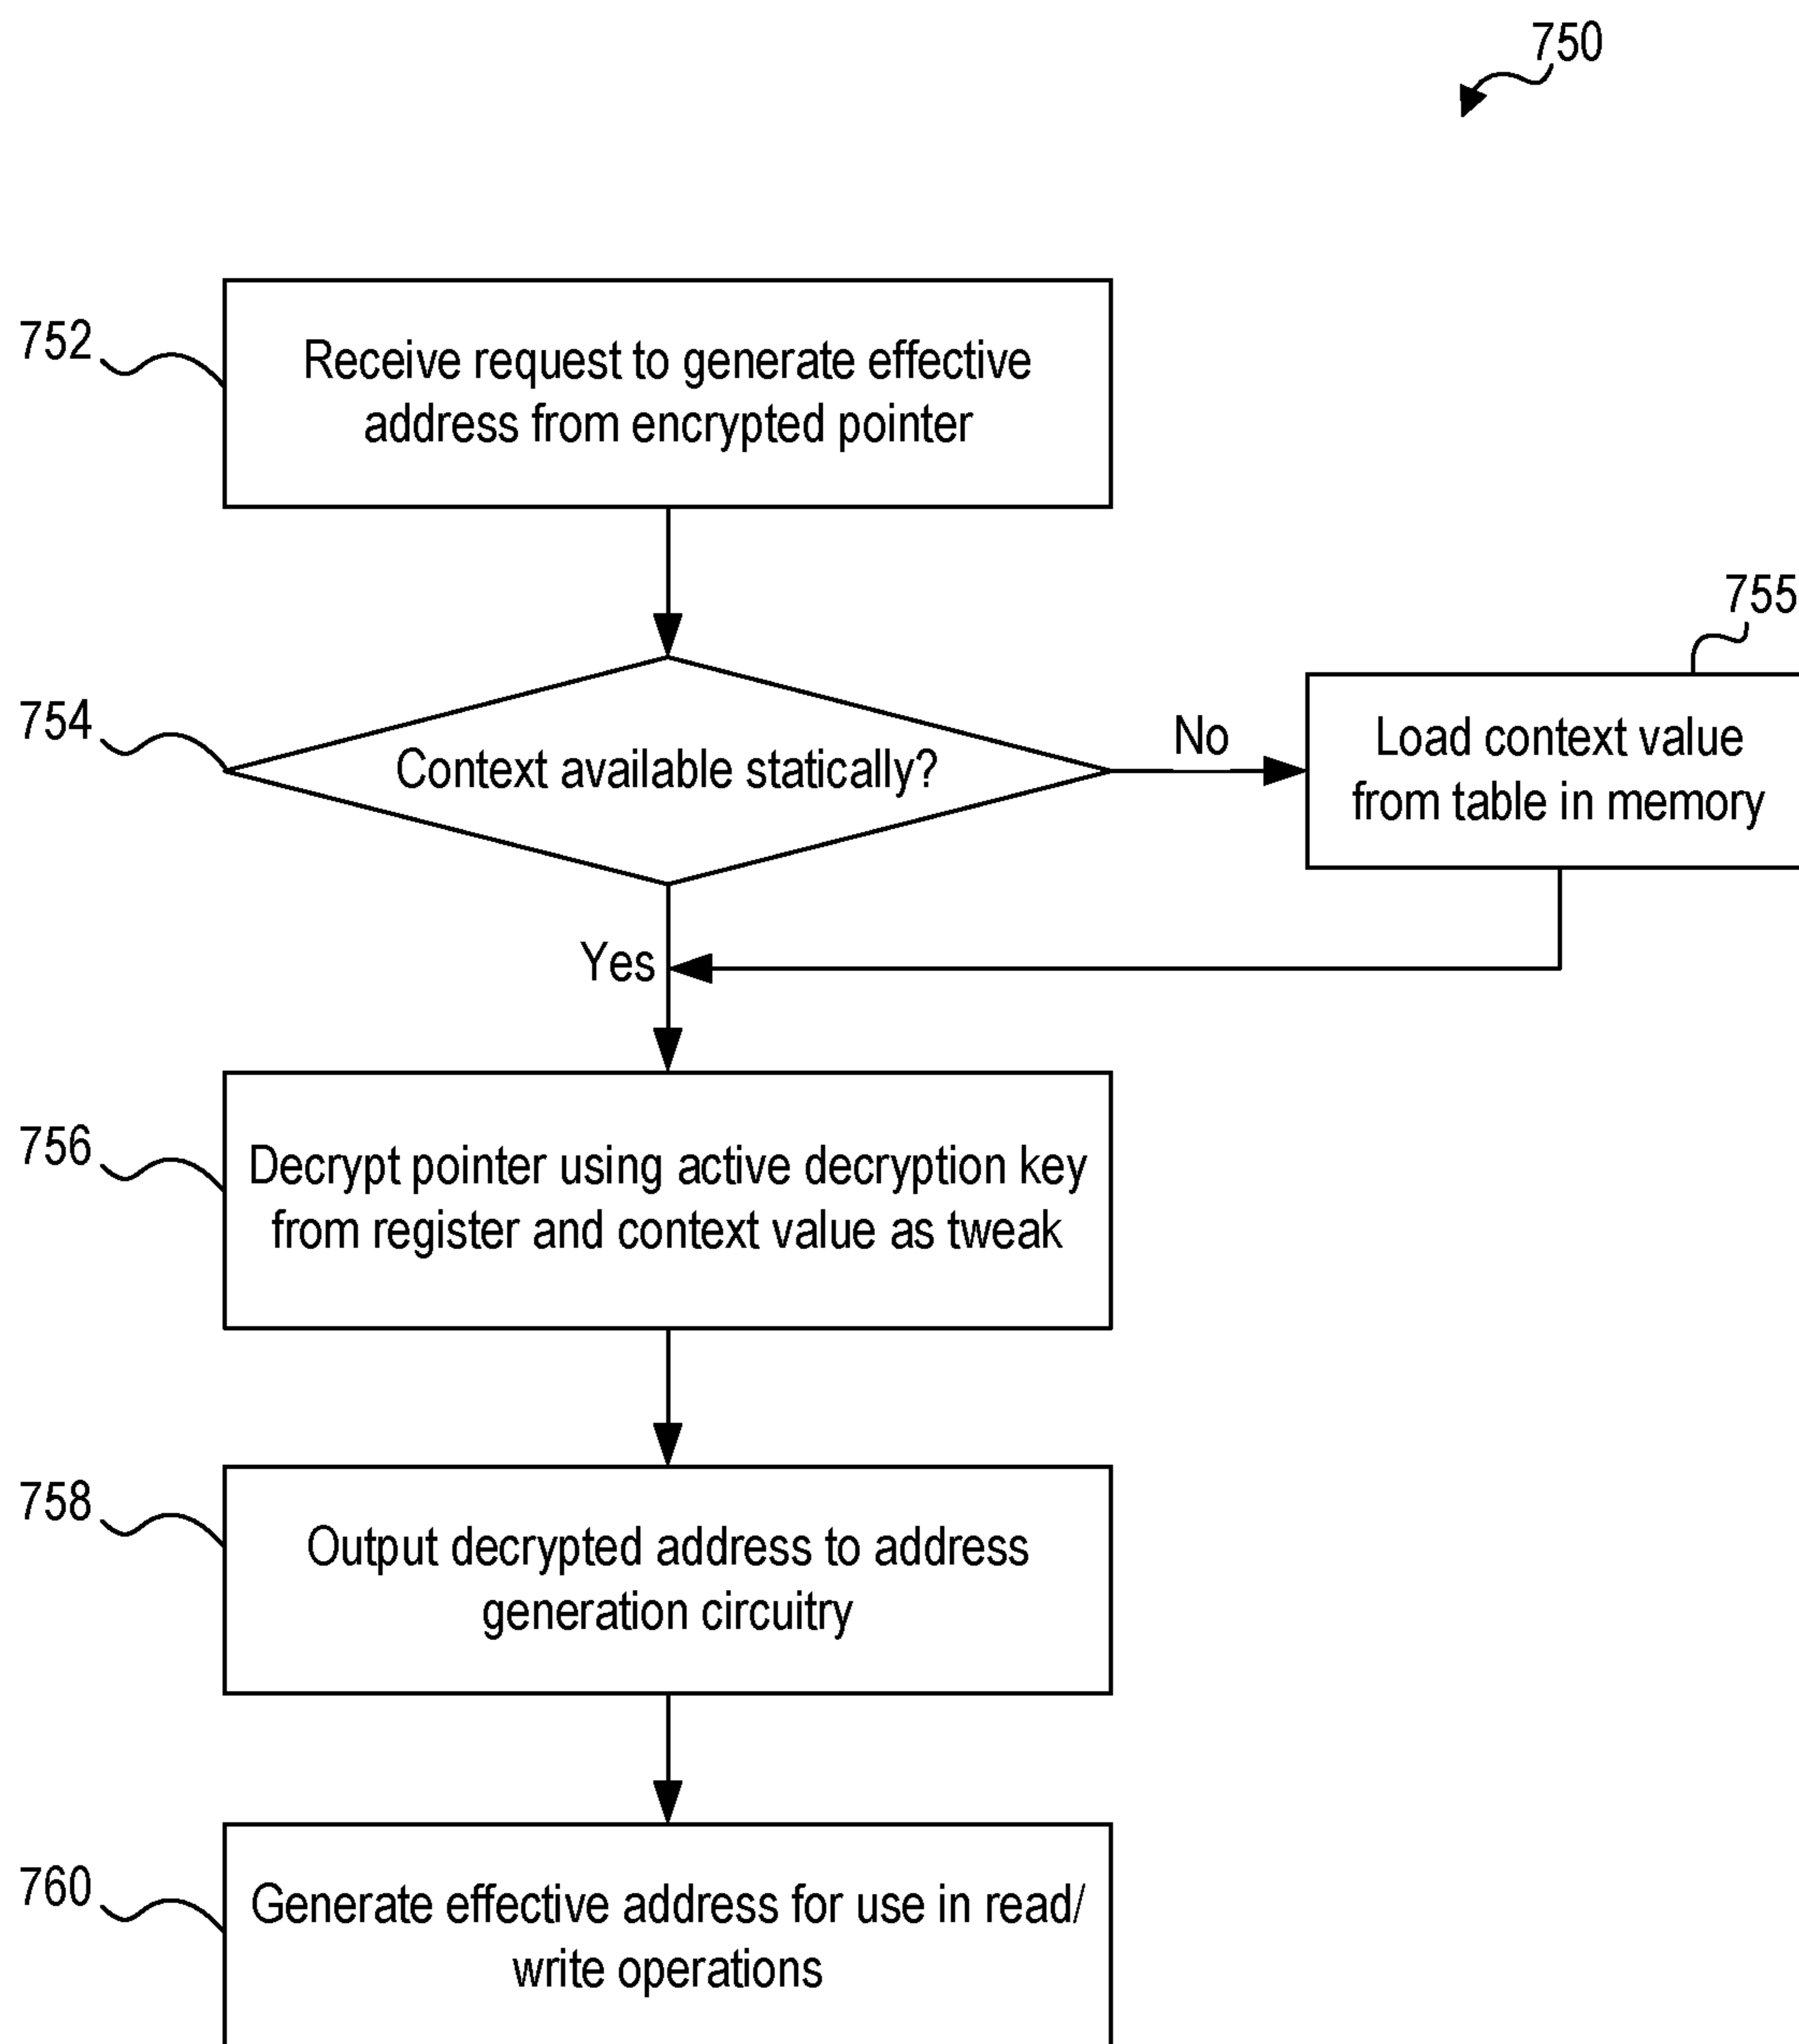 750
752
Receive request to generate effective
address from encrypted pointer
755
754
Context available statically?
No
Load context value
from table in memory
Yes
756
Decrypt pointer using active decryption key
from register and context value as tweak
758
Output decrypted address to address
generation circuitry
760
Generate effective address for use in read/
write operations